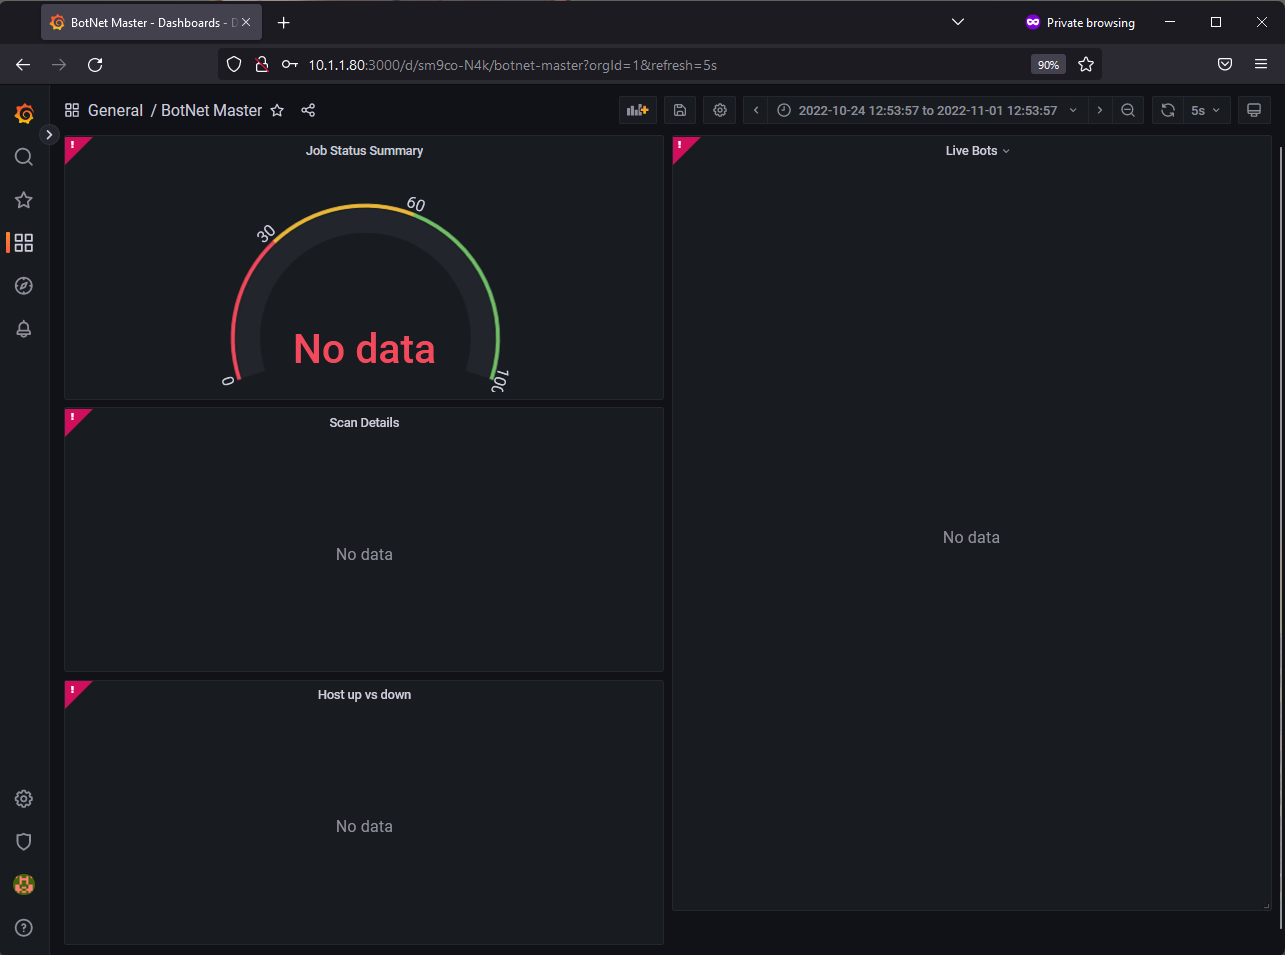 BotNet Master - Dashboards - D
Private browsing
10.1.1.80:3000/d/sm9co-N4k/botnet-master?orgId=1&refresh=5s
90%
General / BotNet Master
2022-10-24 12:53:57 to 2022-11-01 12:53:57
5s
!
Job Status Summary
0
30
60
100
No data
!
Live Bots
No data
!
Scan Details
No data
!
Host up vs down
No data